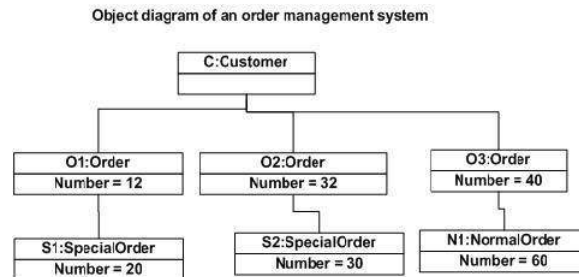 Object diagram of an order management system
C:Customer
O1:Order
Number = 12
O2:Order
Number = 32
O3:Order
Number = 40
S1:SpecialOrder
Number = 20
S2:SpecialOrder
Number = 30
N1:NormalOrder
Number = 60